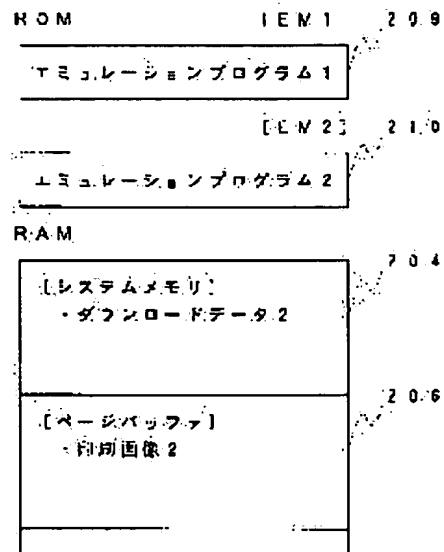 ROM [EM1 209
エミュレーションプログラム1
[EM2] 210
エミュレーションプログラム2
RAM
204
[システムメモリ]
・ダウンロードデータ2
206
[ページバッファ]
・印刷画像2